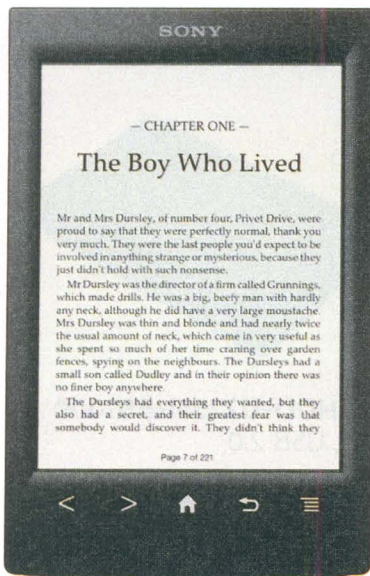 SONY
– CHAPTER ONE –
The Boy Who Lived
Mr and Mrs Dursley, of number four, Privet Drive, were
proud to say that they were perfectly normal, thank you
very much. They were the last people you'd expect to be
involved in anything strange or mysterious, because they
just didn't hold with such nonsense.
Mr Dursley was the director of a firm called Grunnings,
which made drills. He was a big, beefy man with hardly
any neck, although he did have a very large moustache.
Mrs Dursley was thin and blonde and had nearly twice
the usual amount of neck, which came in very useful as
she spent so much of her time craning over garden
fences, spying on the neighbours. The Dursleys had a
small son called Dudley and in their opinion there was
no finer boy anywhere.
The Dursleys had everything they wanted, but they
also had a secret, and their greatest fear was that
somebody would discover it. They didn't think they
Page 7 of 221